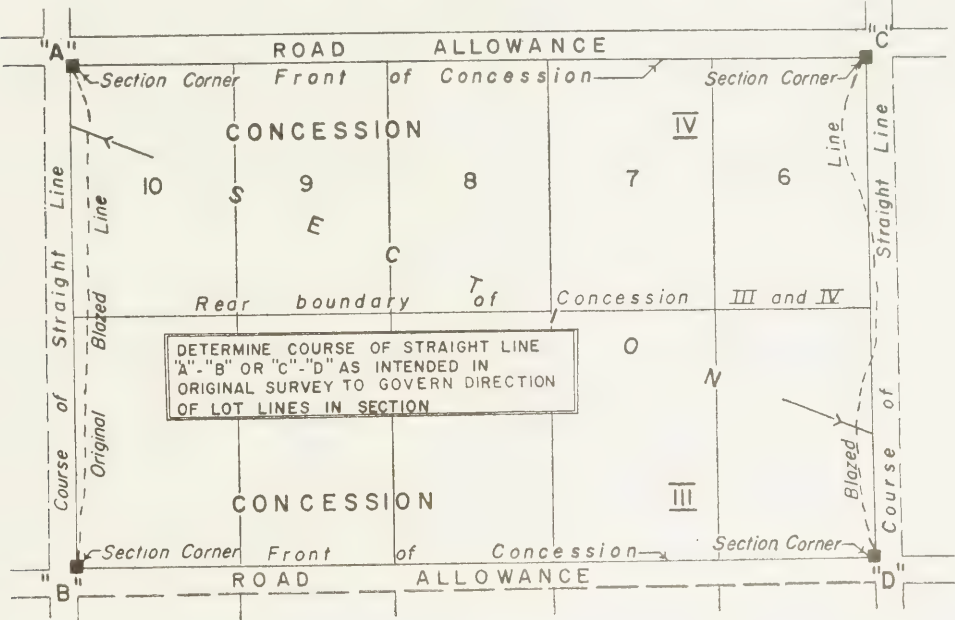 "A"
"C"
ROAD ALLOWANCE
Section Corner
Front of Concession
Section Corner
CONCESSION
IV
10
9
8
7
6
SECTION
Course of Straight Line
Original Blazed Line
Blazed Line
Course of Straight Line
Rear boundary of Concession III and IV
DETERMINE COURSE OF STRAIGHT LINE
"A"-"B" OR "C"-"D" AS INTENDED IN
ORIGINAL SURVEY TO GOVERN DIRECTION
OF LOT LINES IN SECTION
CONCESSION
III
Section Corner
Front of Concession
Section Corner
"B"
ROAD ALLOWANCE
"D"